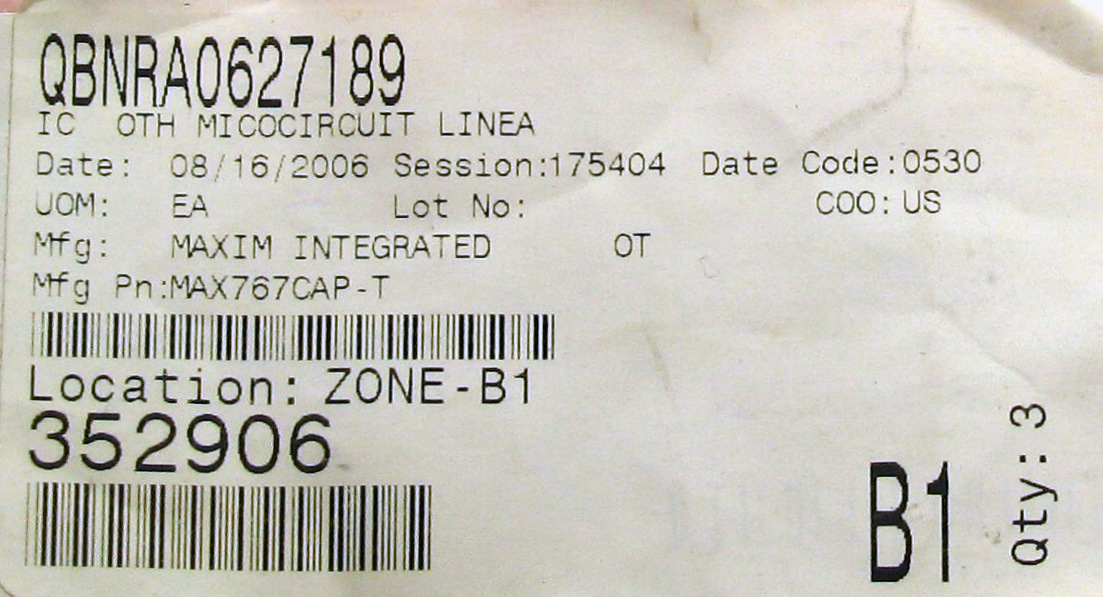 QBNRA0627189
IC OTH MICOCIRCUIT LINEA
Date: 08/16/2006 Session:175404 Date Code:0530
UOM: EA Lot No: COO: US
Mfg: MAXIM INTEGRATED OT
Mfg Pn:MAX767CAP-T
Location: ZONE-B1
352906
B1
Qty: 3